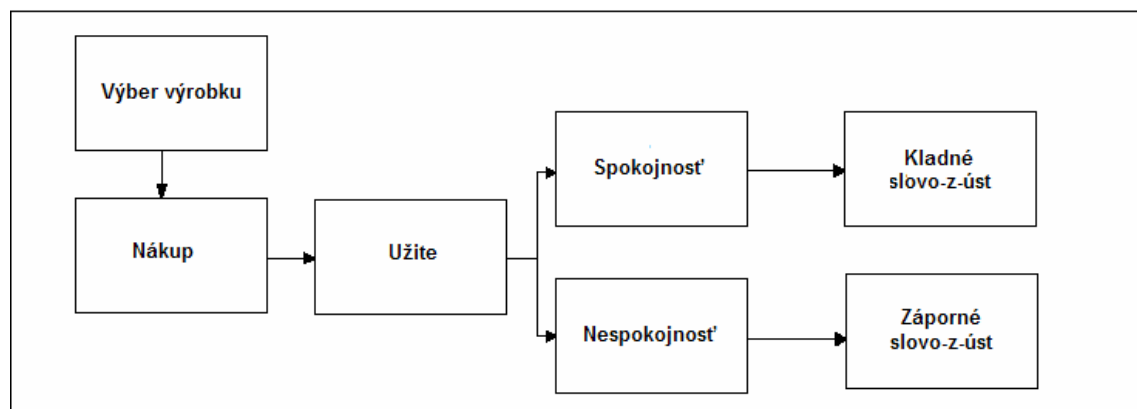 Výber výrobku
Nákup
Užite
Spokojnosť
Kladné
slovo-z-úst
Nespokojnosť
Záporné
slovo-z-úst